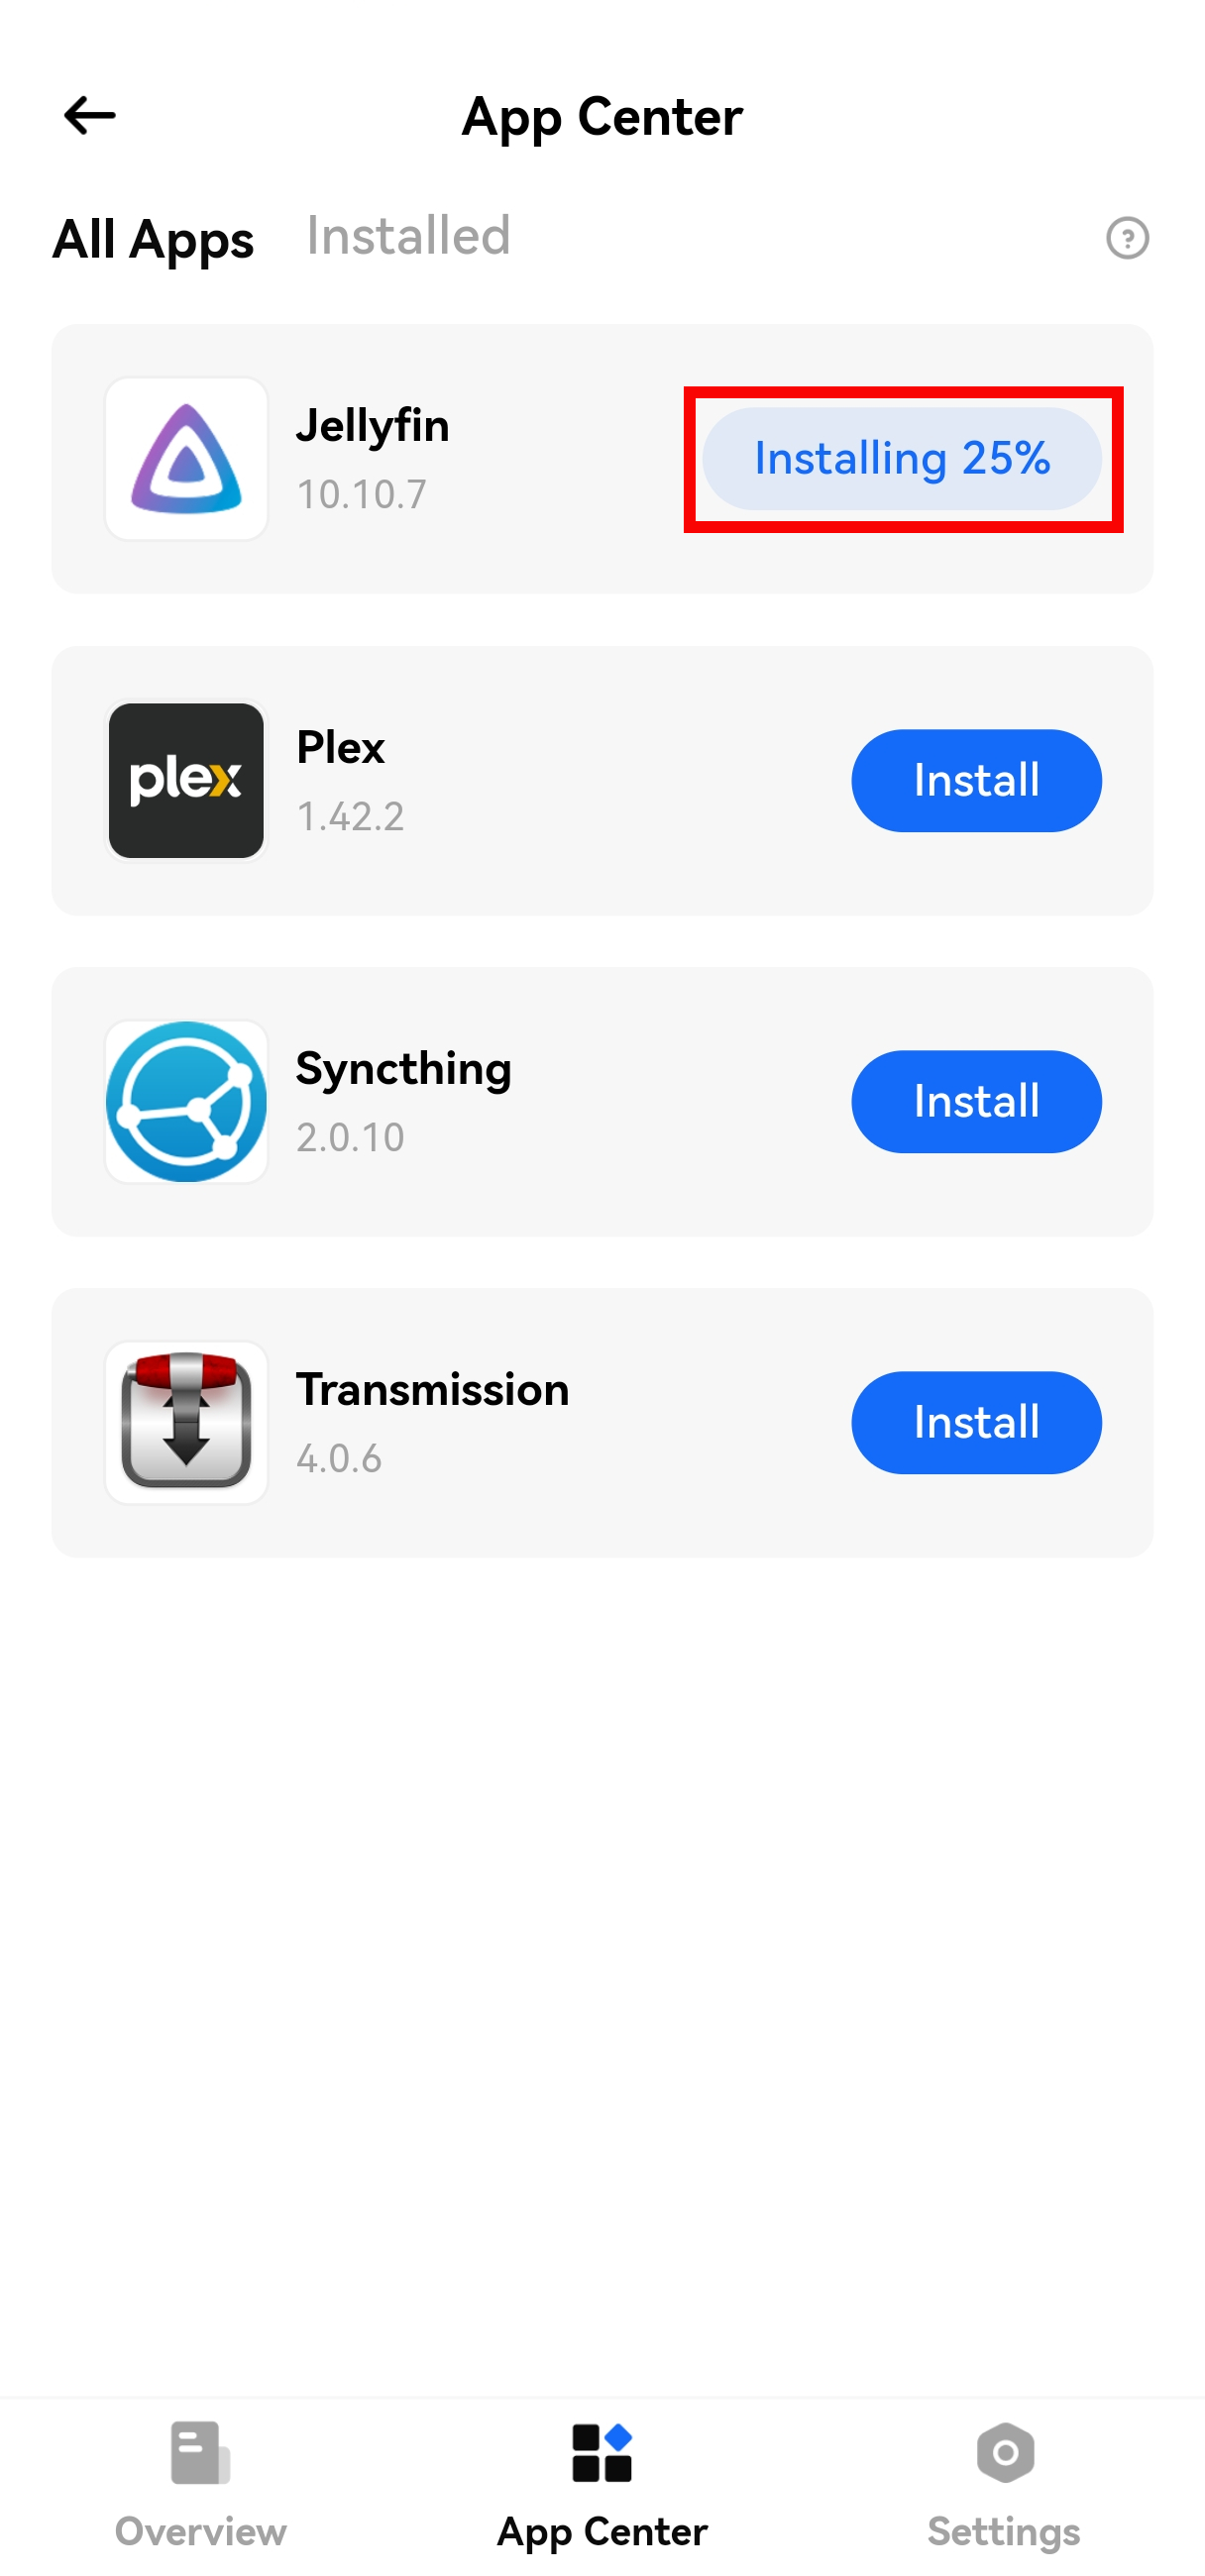 App Center
All Apps
Installed
?
Jellyfin
10.10.7
Installing 25%
plex
Plex
1.42.2
Install
Syncthing
2.0.10
Install
Transmission
4.0.6
Install
Overview
App Center
Settings